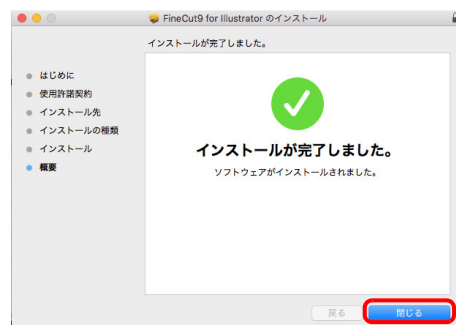 FineCut9 for Illustrator のインストール
インストールが完了しました。
はじめに
使用許諾契約
インストール先
インストールの種類
インストール
概要
インストールが完了しました。
ソフトウェアがインストールされました。
戻る
閉じる